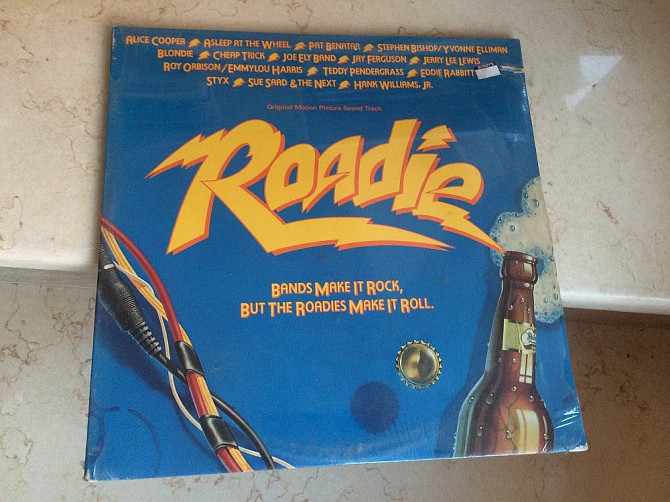 ALICE COOPER ASLEEP AT THE WHEEL PAT BENATAR STEPHEN BISHOP/YVONNE ELLIMAN
BLONDIE CHEAP TRICK JOE ELY BAND JAY FERGUSON JERRY LEE LEWIS
ROY ORBISON/EMMYLOU HARRIS TEDDY PENDERGRASS EDDIE RABBITT
STYX SUE SAAD & THE NEXT HANK WILLIAMS, JR.
Original Motion Picture Sound Track
Roadie
BANDS MAKE IT ROCK,
BUT THE ROADIES MAKE IT ROLL.